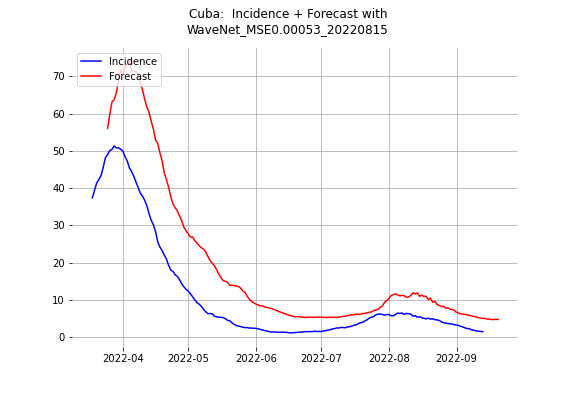 Cuba: Incidence + Forecast with
WaveNet_MSE0.00053_20220815
Incidence
Forecast
70
60
50
40
30
20
10
0
2022-04 2022-05 2022-06 2022-07 2022-08 2022-09